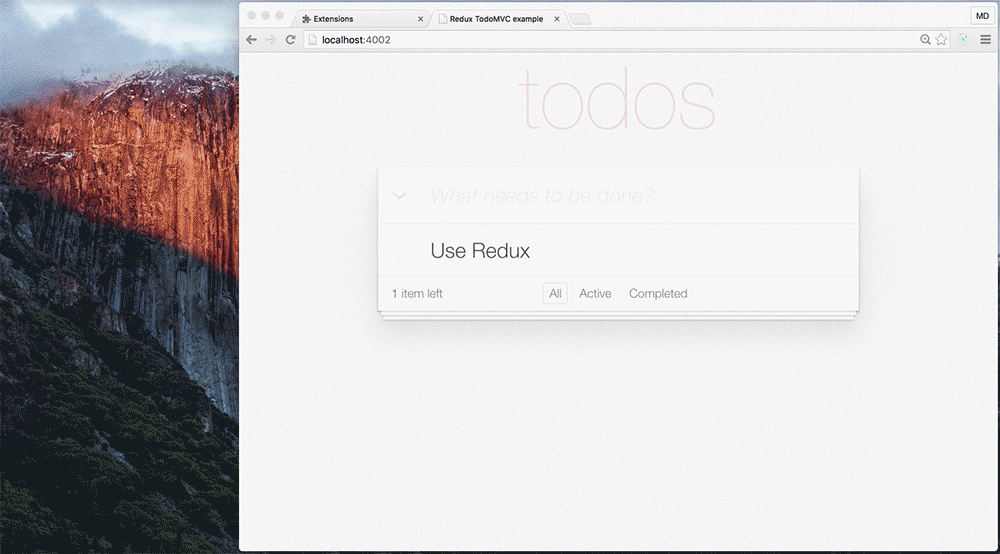 Extensions
Redux TodoMVC example
MD
localhost:4002
todos
What needs to be done?
Use Redux
1 item left
All
Active
Completed